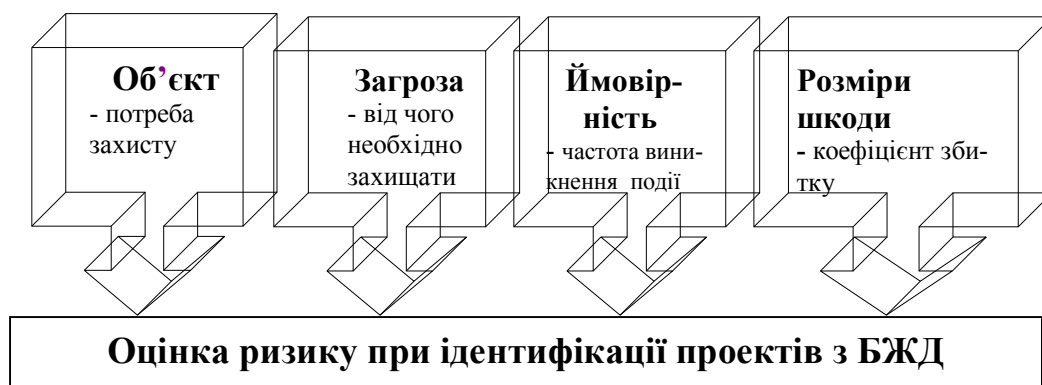 Об’єкт
- потреба
захисту
Загроза
- від чого
необхідно
захищати
Ймовір-
ність
- частота вини-
кнення події
Розміри
шкоди
- коефіцієнт зби-
тку
Оцінка ризику при ідентифікації проектів з БЖД